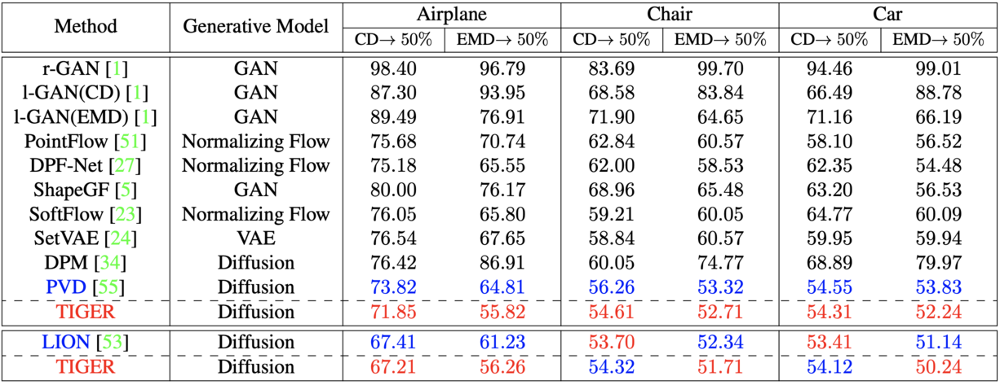 Method Generative Model Airplane Chair Car
CD→ 50% EMD→ 50% CD→ 50% EMD→ 50% CD→ 50% EMD→ 50%
r-GAN [1] GAN 98.40 96.79 83.69 99.70 94.46 99.01
l-GAN(CD) [1] GAN 87.30 93.95 68.58 83.84 66.49 88.78
l-GAN(EMD) [1] GAN 89.49 76.91 71.90 64.65 71.16 66.19
PointFlow [51] Normalizing Flow 75.68 70.74 62.84 60.57 58.10 56.52
DPF-Net [27] Normalizing Flow 75.18 65.55 62.00 58.53 62.35 54.48
ShapeGF [5] GAN 80.00 76.17 68.96 65.48 63.20 56.53
SoftFlow [23] Normalizing Flow 76.05 65.80 59.21 60.05 64.77 60.09
SetVAE [24] VAE 76.54 67.65 58.84 60.57 59.95 59.94
DPM [34] Diffusion 76.42 86.91 60.05 74.77 68.89 79.97
PVD [55] Diffusion 73.82 64.81 56.26 53.32 54.55 53.83
TIGER Diffusion 71.85 55.82 54.61 52.71 54.31 52.24
LION [53] Diffusion 67.41 61.23 53.70 52.34 53.41 51.14
TIGER Diffusion 67.21 56.26 54.32 51.71 54.12 50.24